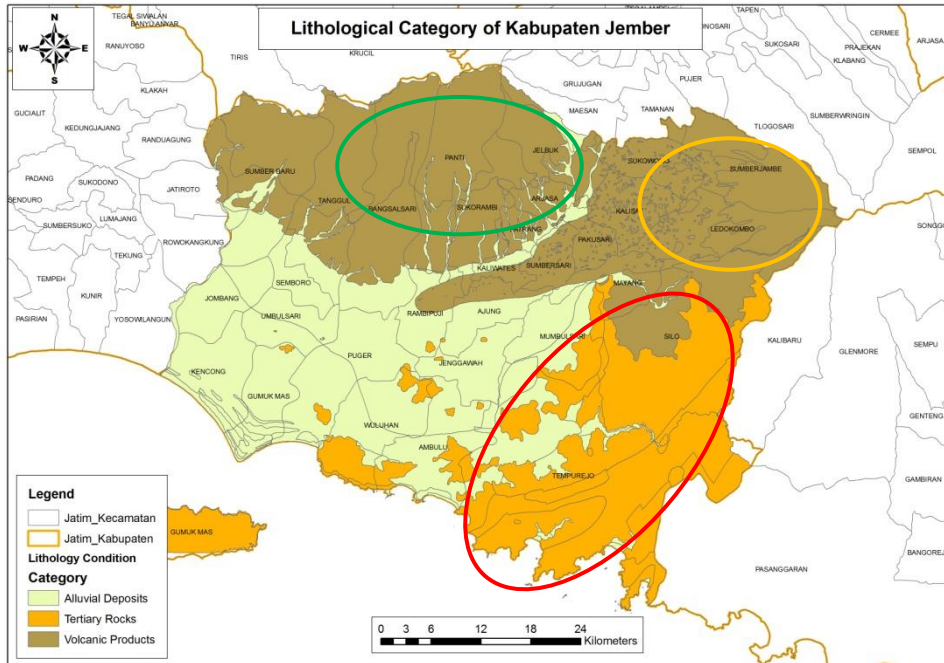 Lithological Category of Kabupaten Jember
N
W
E
S
TEGAL SIWALAN
BANYU ANYAR
RANUYOSO
TIRIS
KRUCIL
TAPEN
CERMEE
ARJASA
SUKOSARI
PRAJEKAN
KLABANG
GRUJUGAN
PUJER
KLAKAH
MAESAN
TAMANAN
SUMBERWRINGIN
GUCIALIT
KEDUNGJAJANG
RANDUAGUNG
TLOGOSARI
SEMPOL
PANTI
JELBUK
SUMBERJAMBE
SUMBER BARU
PADANG
SUKODONO
JATIROTO
SENDURO
LUMAJANG
TANGGUL
BANGSALSARI
SUKORAMBI
ARJASA
SUMBERSUKO
TEKUNG
ROWOKANGKUNG
LEDOKOMBO
PAKUSARI
KALIWATES
SUMBERSARI
TEMPEH
KUNIR
SEMBORO
MAYANG
JOMBANG
PASIRIAN
YOSOWILANGUN
UMBULSARI
RAMBIPUJI
AJUNG
MUMBULSARI
SILO
KALIBARU
SEMPU
GLENMORE
PUGER
JENGGAWAH
KENCONG
GUMUK MAS
GENTENG
WULUHAN
AMBULU
TEMPUREJO
GAMBIRAN
GUMUK MAS
BANGOREJ
PASANGGARAN
Legend
Jatim_Kecamatan
Jatim_Kabupaten
Lithology Condition
Category
Alluvial Deposits
Tertiary Rocks
Volcanic Products
0 3 6 12 18 24
Kilometers